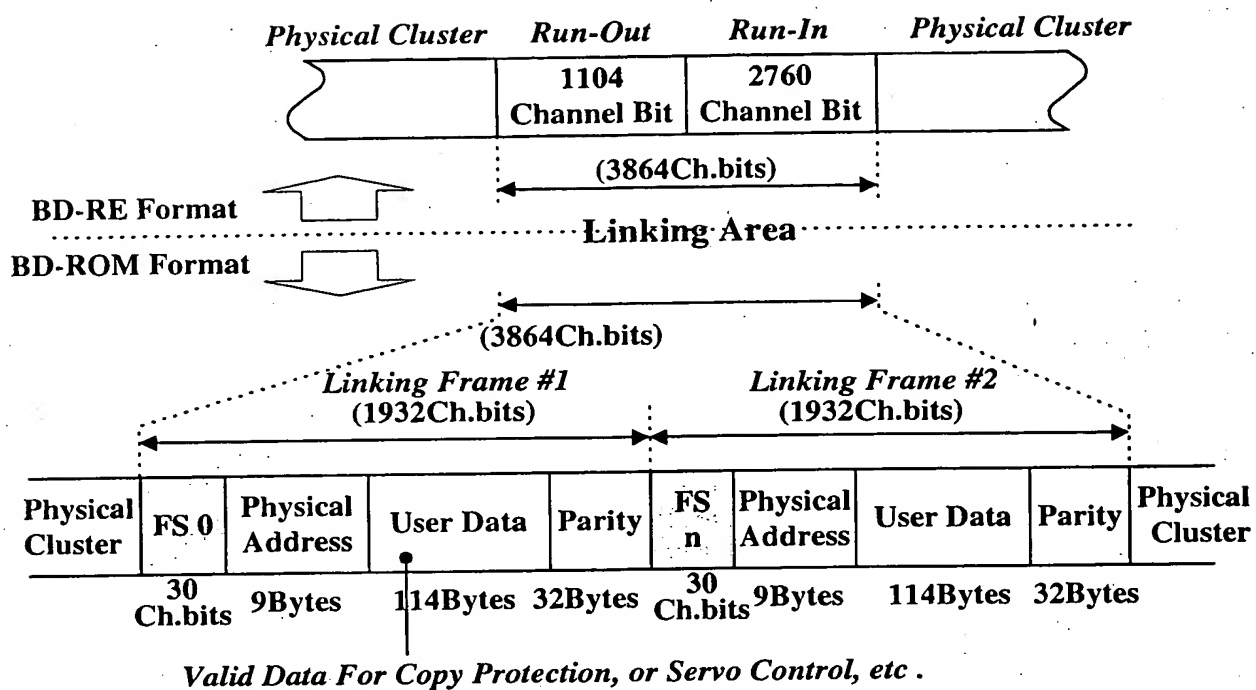 Physical Cluster Run-Out Run-In Physical Cluster
1104 Channel Bit 2760 Channel Bit
(3864Ch.bits)
BD-RE Format
Linking Area
BD-ROM Format
(3864Ch.bits)
Linking Frame #1 Linking Frame #2
(1932Ch.bits) (1932Ch.bits)
Physical Cluster FS 0 Physical Address User Data Parity FS n Physical Address User Data Parity Physical Cluster
30 Ch.bits 9Bytes 114Bytes 32Bytes 30 Ch.bits 9Bytes 114Bytes 32Bytes
Valid Data For Copy Protection, or Servo Control, etc .